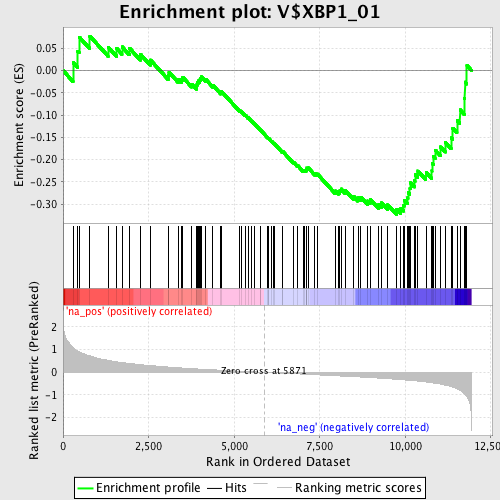 Enrichment plot: V$XBP1_01
Enrichment score (ES)
0.05
0.00
-0.05
-0.10
-0.15
-0.20
-0.25
-0.30
'na_pos' (positively correlated)
Ranked list metric (PreRanked)
2
1
0
-1
-2
Zero cross at 5871
'na_neg' (negatively correlated)
0
2,500
5,000
7,500
10,000
12,500
Rank in Ordered Dataset
Enrichment profile
Hits
Ranking metric scores